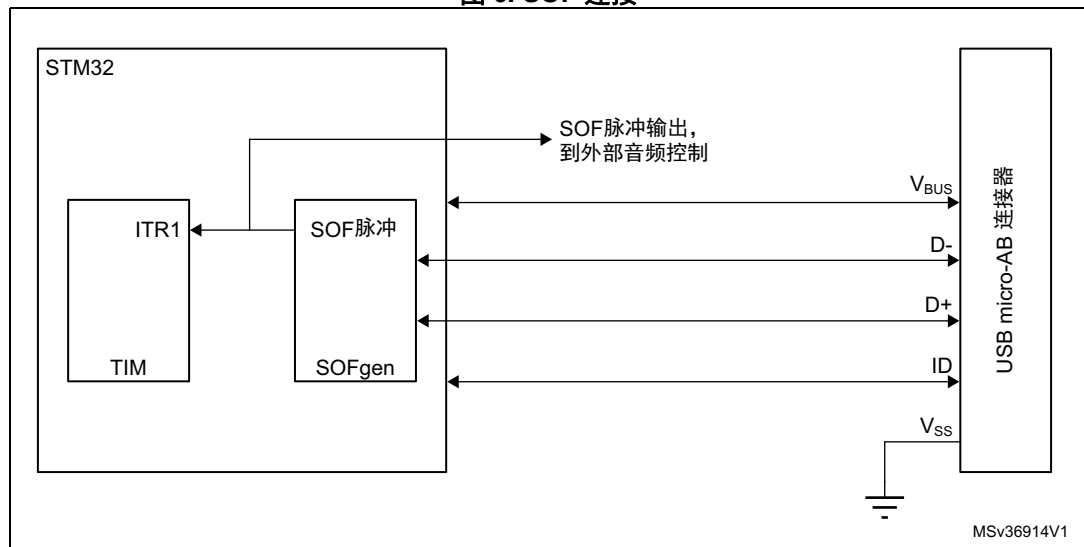 STM32
SOF脉冲输出，
到外部音频控制
ITR1
SOF脉冲
TIM
SOFgen
VBUS
D-
D+
ID
VSS
USB micro-AB 连接器
MSv36914V1